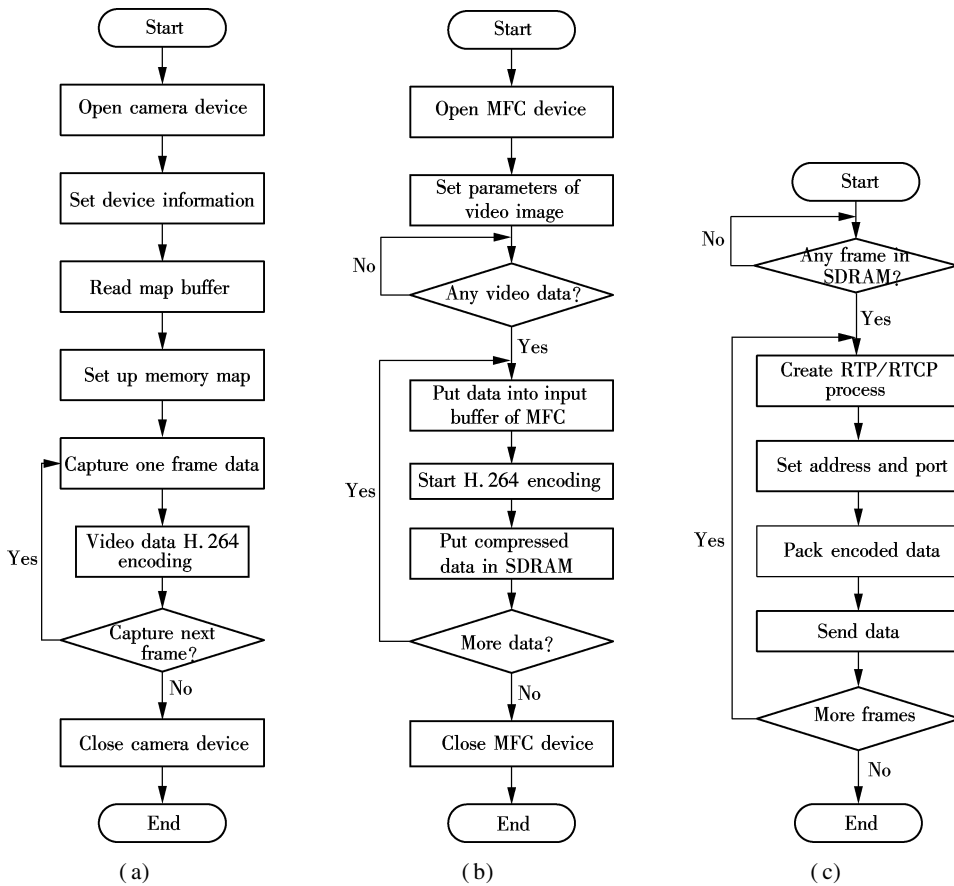 Start
Open camera device
Set device information
Read map buffer
Set up memory map
Capture one frame data
Video data H. 264
encoding
Yes
Capture next
frame?
No
Close camera device
End
(a)
Start
Open MFC device
Set parameters of
video image
No
Any video data?
Yes
Put data into input
buffer of MFC
Yes
Start H. 264 encoding
Put compressed
data in SDRAM
More data?
No
Close MFC device
End
(b)
Start
No
Any frame in
SDRAM?
Yes
Create RTP/RTCP
process
Set address and port
Yes
Pack encoded data
Send data
More frames
No
End
(c)